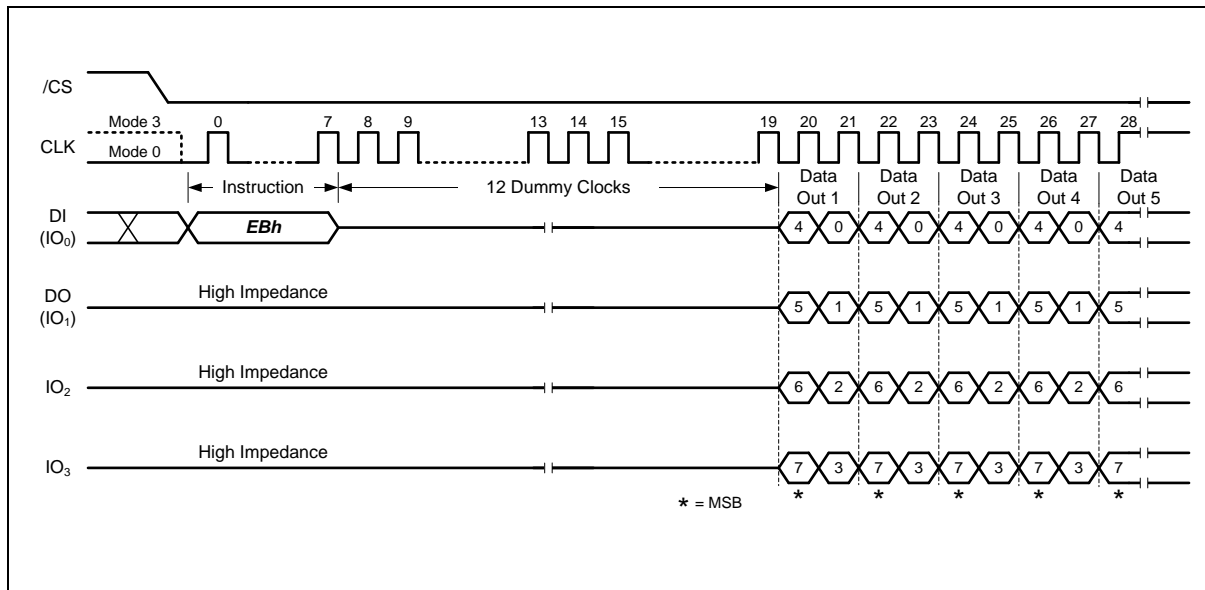 /CS
Mode 3
Mode 0
CLK
0 7 8 9 13 14 15 19 20 21 22 23 24 25 26 27 28
Instruction
12 Dummy Clocks
Data Out 1
Data Out 2
Data Out 3
Data Out 4
Data Out 5
DI
(IO₀)
EBh
4 0 4 0 4 0 4 0 4
DO
(IO₁)
High Impedance
5 1 5 1 5 1 5 1 5
IO₂
High Impedance
6 2 6 2 6 2 6 2 6
IO₃
High Impedance
7 3 7 3 7 3 7 3 7
* * * * *
* = MSB